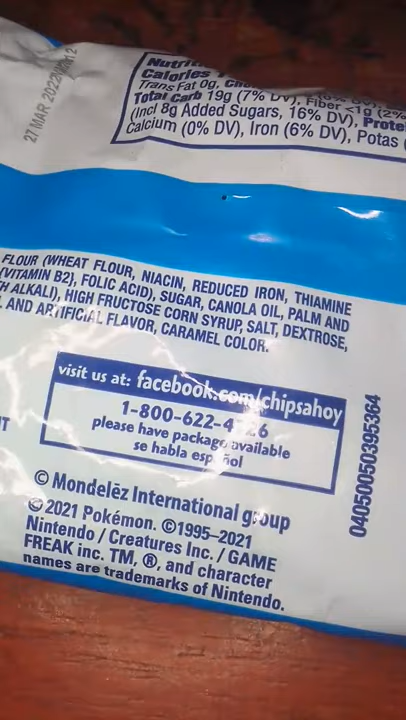 27 MAR 2022
Nutrit
Calories
Trans Fat 0g,
Total Carb 19g (7% DV), Fiber <1g (2%
(Incl 8g Added Sugars, 16% DV), Prote
Calcium (0% DV), Iron (6% DV), Potas
FLOUR (WHEAT FLOUR, NIACIN, REDUCED IRON, THIAMINE
{VITAMIN B2}, FOLIC ACID), SUGAR, CANOLA OIL, PALM AND
H ALKALI), HIGH FRUCTOSE CORN SYRUP, SALT, DEXTROSE,
AND ARTIFICIAL FLAVOR, CARAMEL COLOR.
visit us at: facebook.com/chipsahoy
1-800-622-4 26
please have package available
se habla español
NT
04050050395364
© Mondelēz International group
© 2021 Pokémon. ©1995–2021
Nintendo / Creatures Inc. / GAME
FREAK inc. TM, ®, and character
names are trademarks of Nintendo.